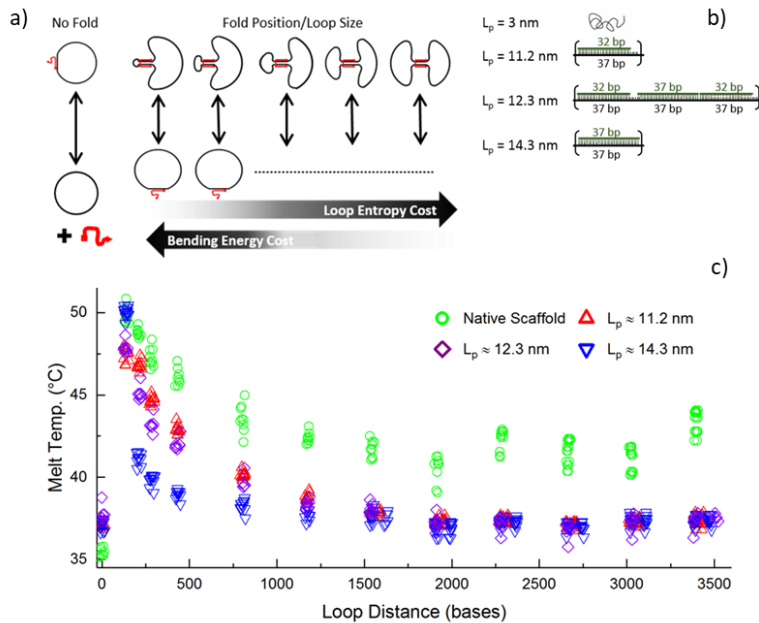 a)
No Fold
Fold Position/Loop Size
+
Loop Entropy Cost
Bending Energy Cost
b)
Lₚ = 3 nm
Lₚ = 11.2 nm
32 bp
37 bp
Lₚ = 12.3 nm
32 bp 37 bp 32 bp
37 bp 37 bp 37 bp
Lₚ = 14.3 nm
37 bp
37 bp
c)
Native Scaffold
Lₚ ≈ 11.2 nm
Lₚ ≈ 12.3 nm
Lₚ ≈ 14.3 nm
Melt Temp. (°C)
50
45
40
35
0 500 1000 1500 2000 2500 3000 3500
Loop Distance (bases)